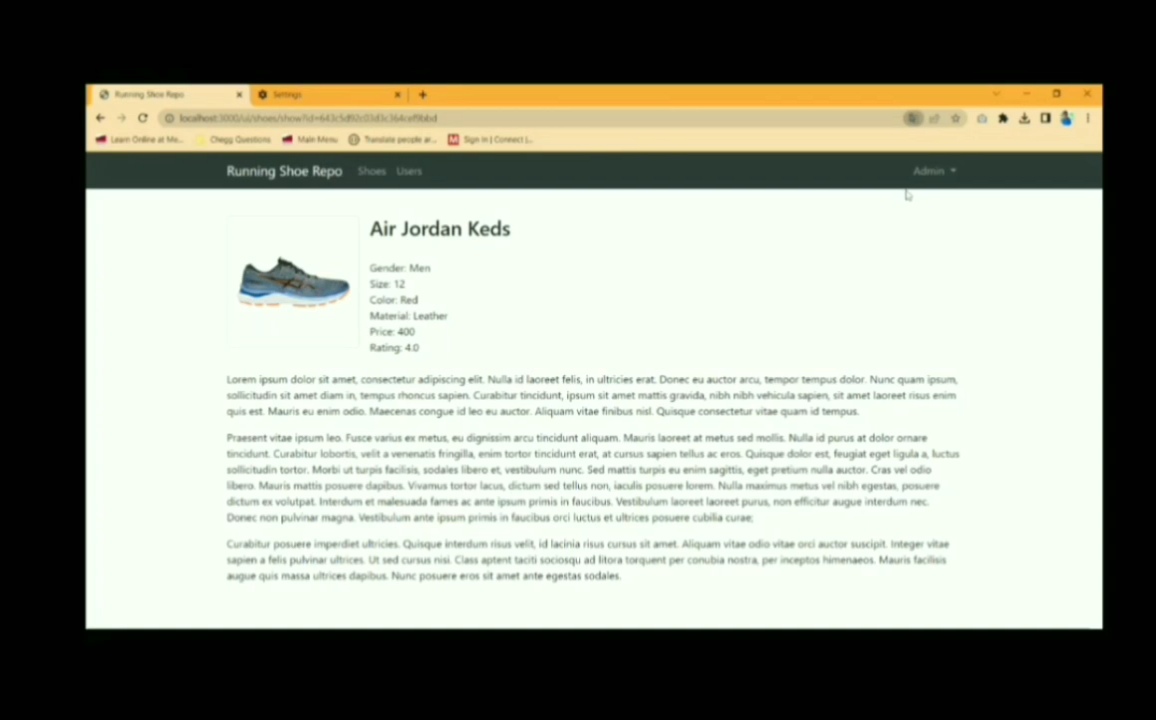 Running Shoe Repo
Settings
localhost:3000/ui/shoes/show?id=
Learn Online at Me...
Chegg Questions
Main Menu
Translate people ar...
Sign In | Connect I...
Running Shoe Repo Shoes Users Admin
Air Jordan Keds
Gender: Men
Size: 12
Color: Red
Material: Leather
Price: 400
Rating: 4.0
Lorem ipsum dolor sit amet, consectetur adipiscing elit. Nulla id laoreet felis, in ultricies erat. Donec eu auctor arcu, tempor tempus dolor. Nunc quam ipsum,
sollicitudin sit amet diam in, tempus rhoncus sapien. Curabitur tincidunt, ipsum sit amet mattis gravida, nibh nibh vehicula sapien, sit amet laoreet risus enim
quis est. Mauris eu enim odio. Maecenas congue id leo eu auctor. Aliquam vitae finibus nisl. Quisque consectetur vitae quam id tempus.
Praesent vitae ipsum leo. Fusce varius ex metus, eu dignissim arcu tincidunt aliquam. Mauris laoreet at metus sed mollis. Nulla id purus at dolor ornare
tincidunt. Curabitur lobortis, velit a venenatis fringilla, enim tortor tincidunt erat, at cursus sapien tellus ac eros. Quisque dolor est, feugiat eget ligula a, luctus
sollicitudin tortor. Morbi ut turpis facilisis, sodales libero et, vestibulum nunc. Sed mattis turpis eu enim sagittis, eget pretium nulla auctor. Cras vel odio
libero. Mauris mattis posuere dapibus. Vivamus tortor lacus, dictum sed tellus non, iaculis posuere lorem. Nulla maximus metus vel nibh egestas, posuere
dictum ex volutpat. Interdum et malesuada fames ac ante ipsum primis in faucibus. Vestibulum laoreet laoreet purus, non efficitur augue interdum nec.
Donec non pulvinar magna. Vestibulum ante ipsum primis in faucibus orci luctus et ultrices posuere cubilia curae;
Curabitur posuere imperdiet ultricies. Quisque interdum risus velit, id lacinia risus cursus sit amet. Aliquam vitae odio vitae orci auctor suscipit. Integer vitae
sapien a felis pulvinar ultrices. Ut sed cursus nisi. Class aptent taciti sociosqu ad litora torquent per conubia nostra, per inceptos himenaeos. Mauris facilisis
augue quis massa ultrices dapibus. Nunc posuere eros sit amet ante egestas sodales.